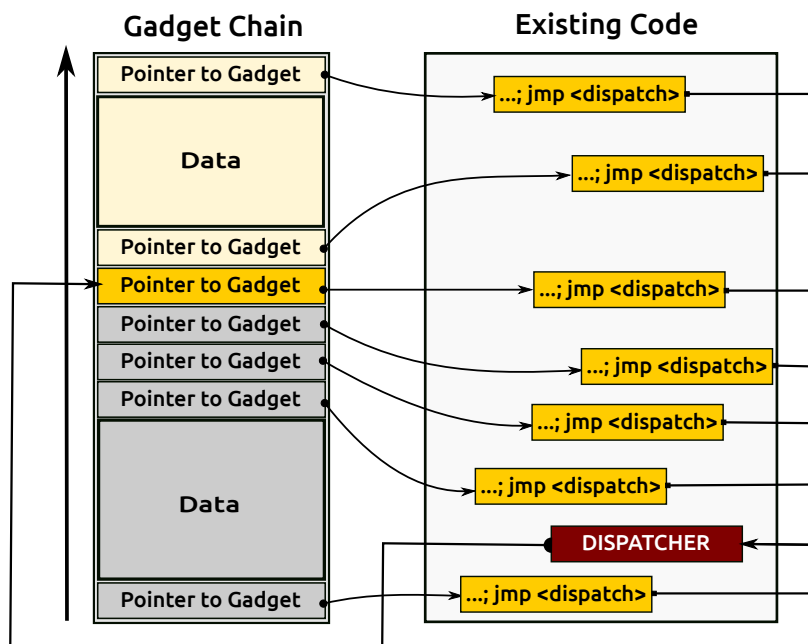 Gadget Chain
Pointer to Gadget
Data
Pointer to Gadget
Pointer to Gadget
Pointer to Gadget
Pointer to Gadget
Pointer to Gadget
Data
Pointer to Gadget
Existing Code
...; jmp <dispatch>
...; jmp <dispatch>
...; jmp <dispatch>
...; jmp <dispatch>
...; jmp <dispatch>
...; jmp <dispatch>
DISPATCHER
...; jmp <dispatch>